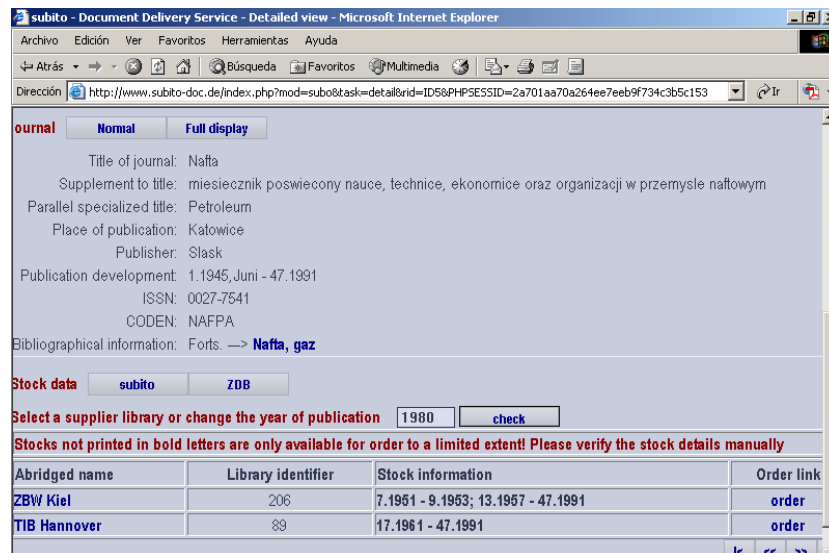 subito - Document Delivery Service - Detailed view - Microsoft Internet Explorer
Archivo Edición Ver Favoritos Herramientas Ayuda
Atrás Búsqueda Favoritos Multimedia
Dirección http://www.subito-doc.de/index.php?mod=subo&task=detail&rid=ID5&PHPSESSID=2a701aa70a264ee7eeb9f734c3b5c153 Ir
ournal Normal Full display
Title of journal: Nafta
Supplement to title: miesiecznik poswiecony nauce, technice, ekonomice oraz organizacji w przemysle naftowym
Parallel specialized title: Petroleum
Place of publication: Katowice
Publisher: Slask
Publication development: 1.1945,Juni - 47.1991
ISSN: 0027-7541
CODEN: NAFPA
Bibliographical information: Forts. —> Nafta, gaz
Stock data subito ZDB
Select a supplier library or change the year of publication 1980 check
Stocks not printed in bold letters are only available for order to a limited extent! Please verify the stock details manually
Abridged name Library identifier Stock information Order link
ZBW Kiel 206 7.1951 - 9.1953; 13.1957 - 47.1991 order
TIB Hannover 89 17.1961 - 47.1991 order